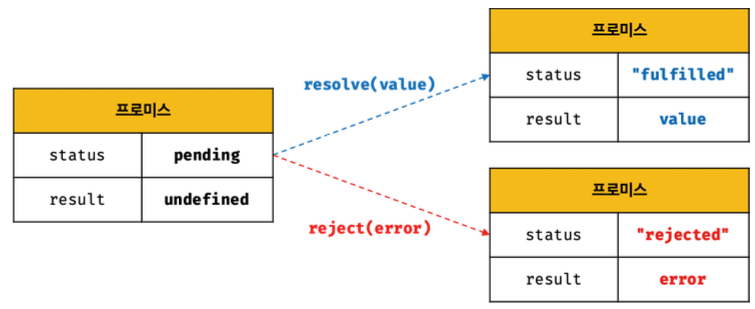 프로미스
status pending
result undefined
resolve(value)
reject(error)
프로미스
status "fulfilled"
result value
프로미스
status "rejected"
result error